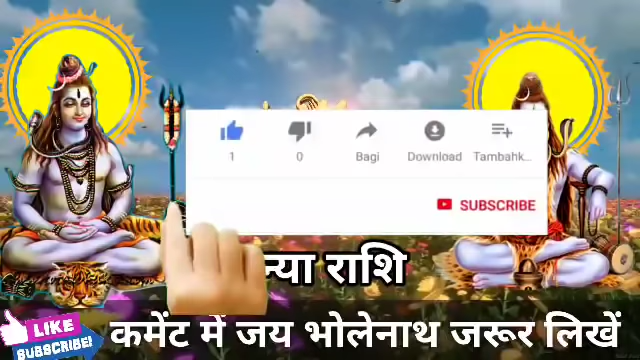 1 0 Bagi Download Tambahk...
SUBSCRIBE
राशि
LIKE
SUBSCRIBE!
कमेंट में जय भोलेनाथ जरूर लिखें